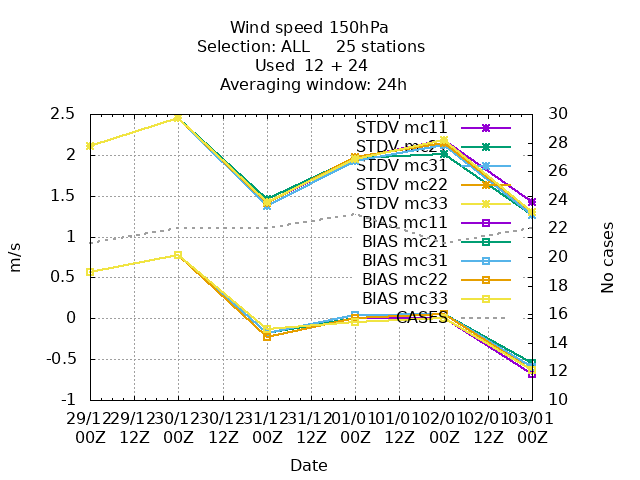 Wind speed 150hPa
Selection: ALL 25 stations
Used 12 + 24
Averaging window: 24h
2.5
2
1.5
1
0.5
0
-0.5
-1
m/s
30
28
26
24
22
20
18
16
14
12
10
No cases
STDV mc11
STDV mc21
STDV mc31
STDV mc22
STDV mc33
BIAS mc11
BIAS mc21
BIAS mc31
BIAS mc22
BIAS mc33
CASES
29/12 29/12 30/12 30/12 31/12 31/12 01/01 01/01 02/01 02/01 03/01
00Z 12Z 00Z 12Z 00Z 12Z 00Z 12Z 00Z 12Z 00Z
Date